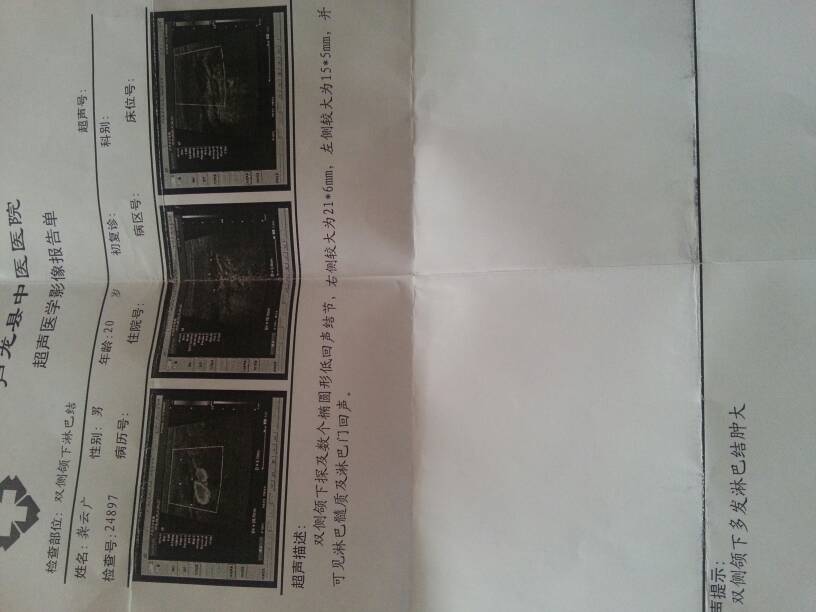 卢龙县中医医院
超声医学影像报告单
检查部位: 双侧颌下淋巴结
超声号:
姓名: 龚云广 性别: 男 年龄: 20 岁 初复诊: 科别:
检查号: 24897 病历号: 住院号: 病区号: 床位号:
超声描述:
双侧颌下探及数个椭圆形低回声结节, 右侧较大为21*6mm, 左侧较大为15*5mm, 并
可见淋巴髓质及淋巴门回声。
声提示:
双侧颌下多发淋巴结肿大